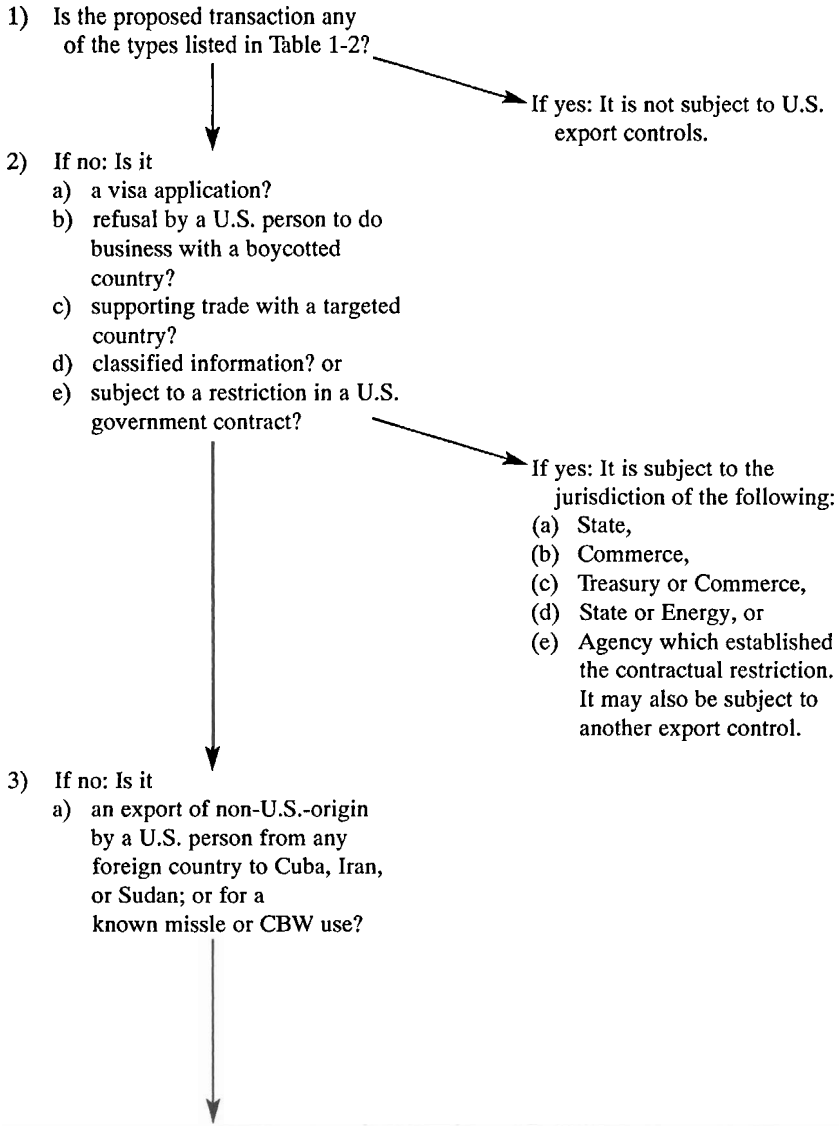 1) Is the proposed transaction any
of the types listed in Table 1-2?
If yes: It is not subject to U.S.
export controls.
2) If no: Is it
a) a visa application?
b) refusal by a U.S. person to do
business with a boycotted
country?
c) supporting trade with a targeted
country?
d) classified information? or
e) subject to a restriction in a U.S.
government contract?
If yes: It is subject to the
jurisdiction of the following:
(a) State,
(b) Commerce,
(c) Treasury or Commerce,
(d) State or Energy, or
(e) Agency which established
the contractual restriction.
It may also be subject to
another export control.
3) If no: Is it
a) an export of non-U.S.-origin
by a U.S. person from any
foreign country to Cuba, Iran,
or Sudan; or for a
known missle or CBW use?